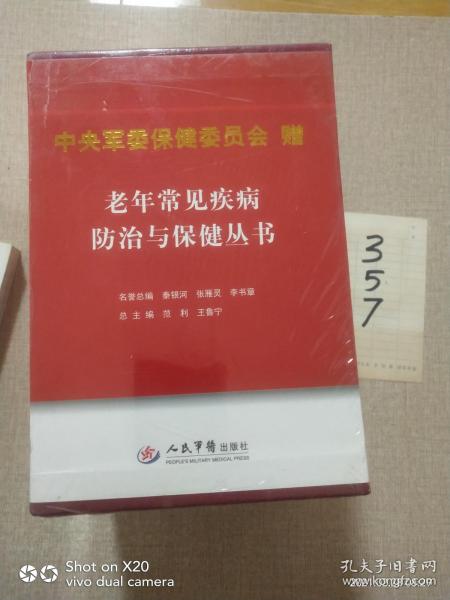 中央军委保健委员会 赠
老年常见疾病
防治与保健丛书
名誉总编 秦银河 张雁灵 李书章
总主编 范利 王鲁宁
人民军医出版社
PEOPLE'S MILITARY MEDICAL PRESS
357
Shot on X20
vivo dual camera
孔夫子旧书网